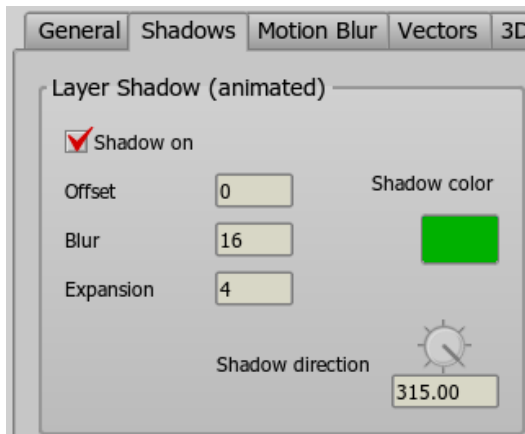 General Shadows Motion Blur Vectors 3D
Layer Shadow (animated)
Shadow on
Offset 0 Shadow color
Blur 16
Expansion 4
Shadow direction 315.00